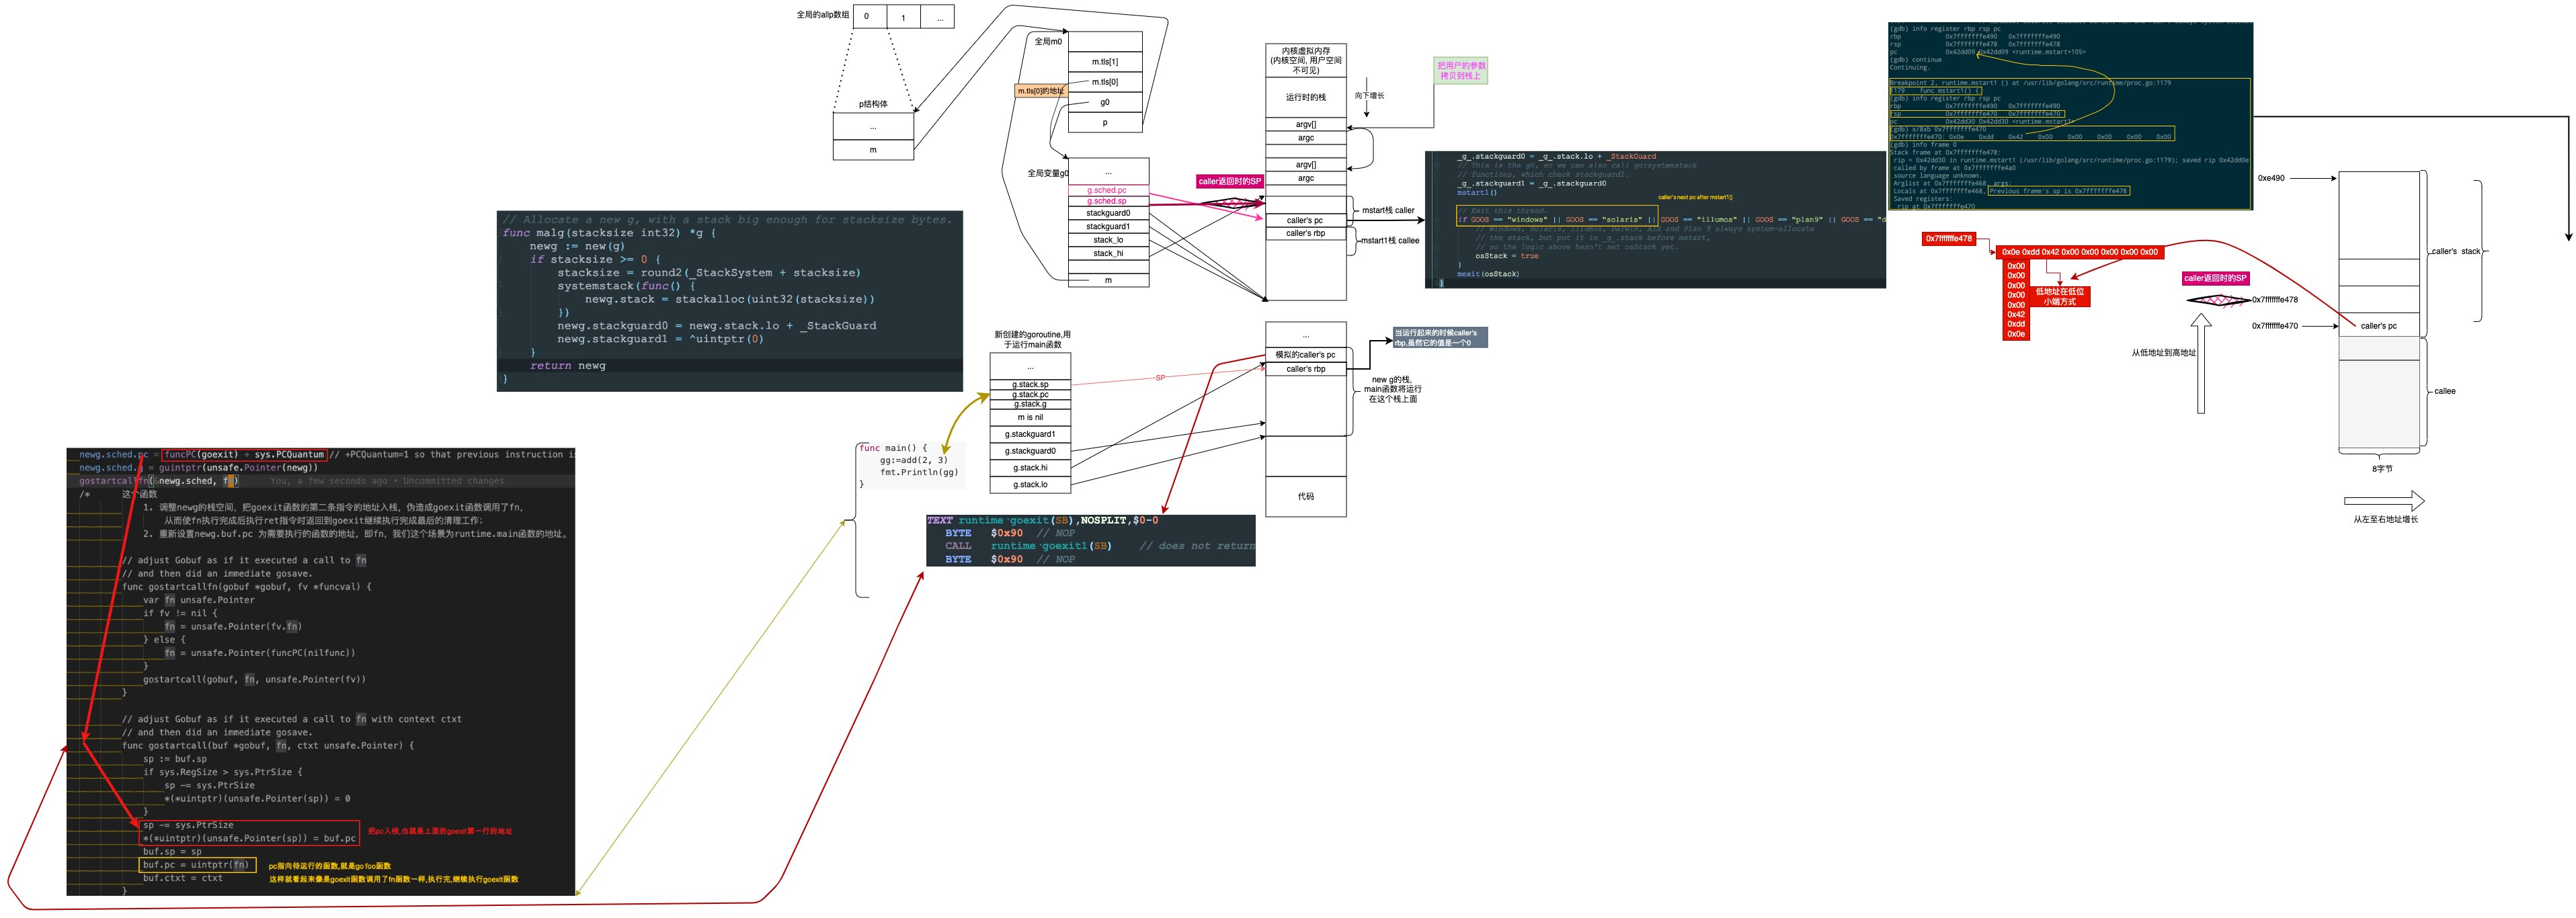 全局的allp数组
0
1
...
p结构体
...
m
全局m0
m.tls[1]
m.tls[0]
g0
p
m.tls[0]的地址
全局变量g0
...
g.sched.pc
g.sched.sp
stackguard0
stackguard1
stack_lo
stack_hi
m
caller返回时的SP
内核虚拟内存
(内核空间, 用户空间
不可见)
运行时的栈
向下增长
argv[]
argc
argv[]
argc
caller's pc
caller's rbp
把用户的参数
拷贝到栈上
mstart栈 caller
mstart1栈 callee
_g_.stackguard0 = _g_.stack.lo + _StackGuard
// This is the g0, so we can also call go:systemstack
// functions, which check stackguard1.
_g_.stackguard1 = _g_.stackguard0
mstart1()
caller's next pc after mstart1()
// Exit this thread.
if GOOS == "windows" || GOOS == "solaris" || GOOS == "illumos" || GOOS == "plan9" || GOOS == "d
// Windows, Solaris, illumos, Darwin, AIX and Plan 9 always system-allocate
// the stack, but put it in _g_.stack before mstart,
// so the logic above hasn't set osStack yet.
osStack = true
}
mexit(osStack)
}
(gdb) info register rbp rsp pc
rbp 0x7fffffffe490 0x7fffffffe490
rsp 0x7fffffffe478 0x7fffffffe478
pc 0x42dd09 0x42dd09 <runtime.mstart+105>
(gdb) continue
Continuing.
Breakpoint 2, runtime.mstart1 () at /usr/lib/golang/src/runtime/proc.go:1179
1179 func mstart1() {
(gdb) info register rbp rsp pc
rbp 0x7fffffffe490 0x7fffffffe490
rsp 0x7fffffffe470 0x7fffffffe470
pc 0x42dd30 0x42dd30 <runtime.mstart1>
(gdb) x/8xb 0x7fffffffe470
0x7fffffffe470: 0x0e 0xdd 0x42 0x00 0x00 0x00 0x00 0x00
(gdb) info frame 0
Stack frame at 0x7fffffffe478:
rip = 0x42dd30 in runtime.mstart1 (/usr/lib/golang/src/runtime/proc.go:1179); saved rip 0x42dd0e
called by frame at 0x7fffffffe4a0
source language unknown.
Arglist at 0x7fffffffe468, args:
Locals at 0x7fffffffe468, Previous frame's sp is 0x7fffffffe478
Saved registers:
rip at 0x7fffffffe470
0x7fffffffe478
0x0e 0xdd 0x42 0x00 0x00 0x00 0x00 0x00
0x00
0x00
0x00
0x00
0x00
0x42
0xdd
0x0e
低地址在低位
小端方式
caller返回时的SP
0x7fffffffe478
0x7fffffffe470
从低地址到高地址
0xe490
caller's pc
caller's stack
callee
8字节
从左至右地址增长
// Allocate a new g, with a stack big enough for stacksize bytes.
func malg(stacksize int32) *g {
newg := new(g)
if stacksize >= 0 {
stacksize = round2(_StackSystem + stacksize)
systemstack(func() {
newg.stack = stackalloc(uint32(stacksize))
})
newg.stackguard0 = newg.stack.lo + _StackGuard
newg.stackguard1 = ^uintptr(0)
}
return newg
}
新创建的goroutine,用
于运行main函数
...
g.stack.sp
g.stack.pc
g.stack.g
m is nil
g.stackguard1
g.stackguard0
g.stack.hi
g.stack.lo
SP
...
模拟的caller's pc
caller's rbp
代码
new g的栈,
main函数将运行
在这个栈上面
当运行起来的时候caller's
rbp,虽然它的值是一个0
func main() {
gg:=add(2, 3)
fmt.Println(gg)
}
TEXT runtime·goexit(SB),NOSPLIT,$0-0
BYTE $0x90 // NOP
CALL runtime·goexit1(SB) // does not return
BYTE $0x90 // NOP
newg.sched.pc = funcPC(goexit) + sys.PCQuantum // +PCQuantum=1 so that previous instruction i
newg.sched.g = guintptr(unsafe.Pointer(newg))
gostartcallfn(&newg.sched, fn) You, a few seconds ago • Uncommitted changes
/* 这个函数
1. 调整newg的栈空间，把goexit函数的第二条指令的地址入栈，伪造成goexit函数调用了fn，
从而使fn执行完成后执行ret指令时返回到goexit继续执行完成最后的清理工作；
2. 重新设置newg.buf.pc 为需要执行的函数的地址，即fn，我们这个场景为runtime.main函数的地址。
// adjust Gobuf as if it executed a call to fn
// and then did an immediate gosave.
func gostartcallfn(gobuf *gobuf, fv *funcval) {
var fn unsafe.Pointer
if fv != nil {
fn = unsafe.Pointer(fv.fn)
} else {
fn = unsafe.Pointer(funcPC(nilfunc))
}
gostartcall(gobuf, fn, unsafe.Pointer(fv))
}
// adjust Gobuf as if it executed a call to fn with context ctxt
// and then did an immediate gosave.
func gostartcall(buf *gobuf, fn, ctxt unsafe.Pointer) {
sp := buf.sp
if sys.RegSize > sys.PtrSize {
sp -= sys.PtrSize
*(*uintptr)(unsafe.Pointer(sp)) = 0
}
sp -= sys.PtrSize
*(*uintptr)(unsafe.Pointer(sp)) = buf.pc
把pc入栈,也就是上面的goexit第一行的地址
buf.sp = sp
buf.pc = uintptr(fn)
pc指向待运行的函数,就是go foo函数
buf.ctxt = ctxt
这样就看起来像是goexit函数调用了fn函数一样,执行完,继续执行goexit函数
}